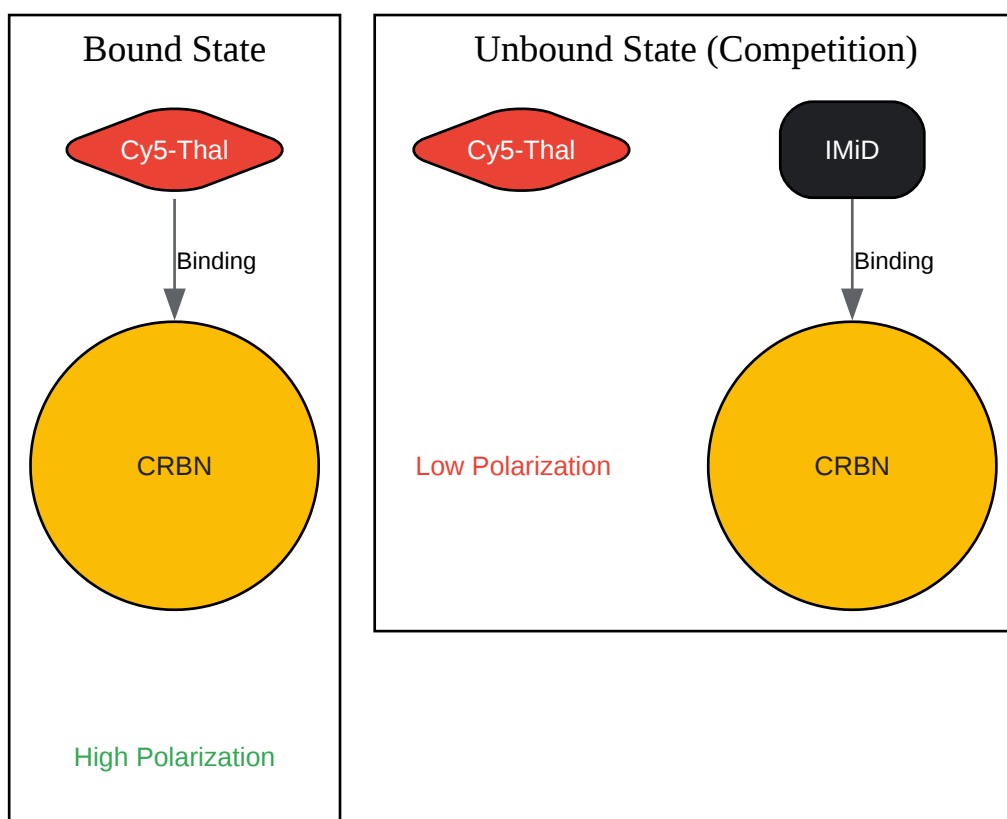 Bound State
Cy5-Thal
Binding
CRBN
High Polarization
Unbound State (Competition)
Cy5-Thal
IMiD
Binding
Low Polarization
CRBN